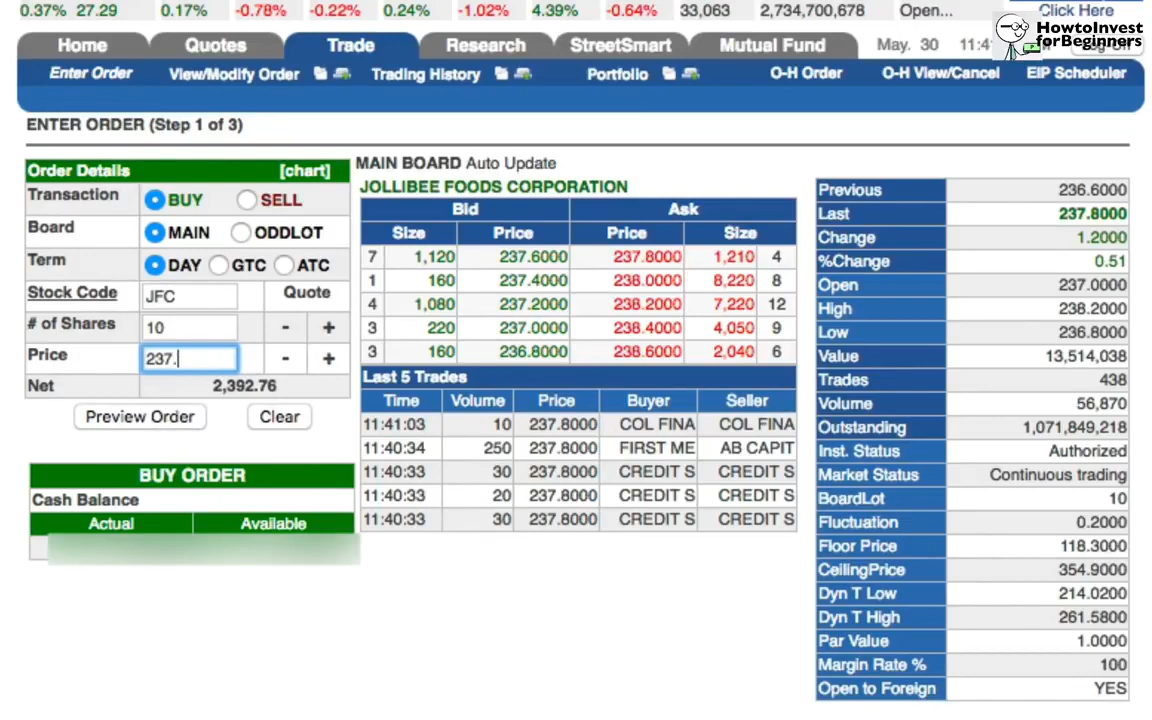 0.37% 27.29 0.17% -0.78% -0.22% 0.24% -1.02% 4.39% -0.64% 33,063 2,734,700,678 Open... Click Here
Home Quotes Trade Research StreetSmart Mutual Fund May. 30 11:4
HowtoInvest
forBeginners
Enter Order View/Modify Order Trading History Portfolio O-H Order O-H View/Cancel EIP Scheduler
ENTER ORDER (Step 1 of 3)
Order Details [chart]
Transaction BUY SELL
Board MAIN ODDLOT
Term DAY GTC ATC
Stock Code JFC Quote
# of Shares 10 - +
Price 237. - +
Net 2,392.76
Preview Order Clear
BUY ORDER
Cash Balance
Actual Available
MAIN BOARD Auto Update
JOLLIBEE FOODS CORPORATION
Bid Ask
Size Price Price Size
7 1,120 237.6000 237.8000 1,210 4
1 160 237.4000 238.0000 8,220 8
4 1,080 237.2000 238.2000 7,220 12
3 220 237.0000 238.4000 4,050 9
3 160 236.8000 238.6000 2,040 6
Last 5 Trades
Time Volume Price Buyer Seller
11:41:03 10 237.8000 COL FINA COL FINA
11:40:34 250 237.8000 FIRST ME AB CAPIT
11:40:33 30 237.8000 CREDIT S CREDIT S
11:40:33 20 237.8000 CREDIT S CREDIT S
11:40:33 30 237.8000 CREDIT S CREDIT S
Previous 236.6000
Last 237.8000
Change 1.2000
%Change 0.51
Open 237.0000
High 238.2000
Low 236.8000
Value 13,514,038
Trades 438
Volume 56,870
Outstanding 1,071,849,218
Inst. Status Authorized
Market Status Continuous trading
BoardLot 10
Fluctuation 0.2000
Floor Price 118.3000
CeilingPrice 354.9000
Dyn T Low 214.0200
Dyn T High 261.5800
Par Value 1.0000
Margin Rate % 100
Open to Foreign YES